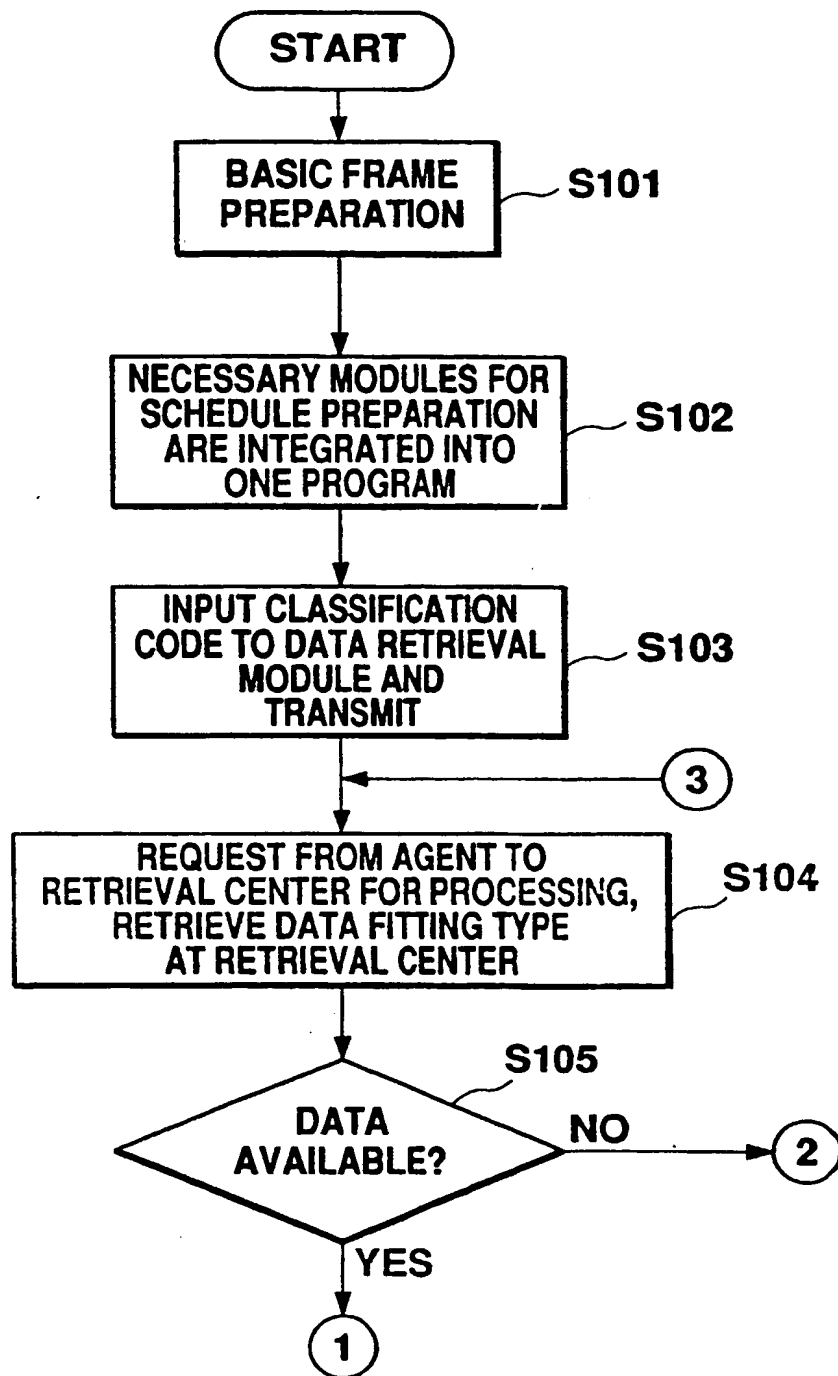 START
BASIC FRAME
PREPARATION
S101
NECESSARY MODULES FOR
SCHEDULE PREPARATION
ARE INTEGRATED INTO
ONE PROGRAM
S102
INPUT CLASSIFICATION
CODE TO DATA RETRIEVAL
MODULE AND
TRANSMIT
S103
3
REQUEST FROM AGENT TO
RETRIEVAL CENTER FOR PROCESSING,
RETRIEVE DATA FITTING TYPE
AT RETRIEVAL CENTER
S104
S105
DATA
AVAILABLE?
NO
2
YES
1